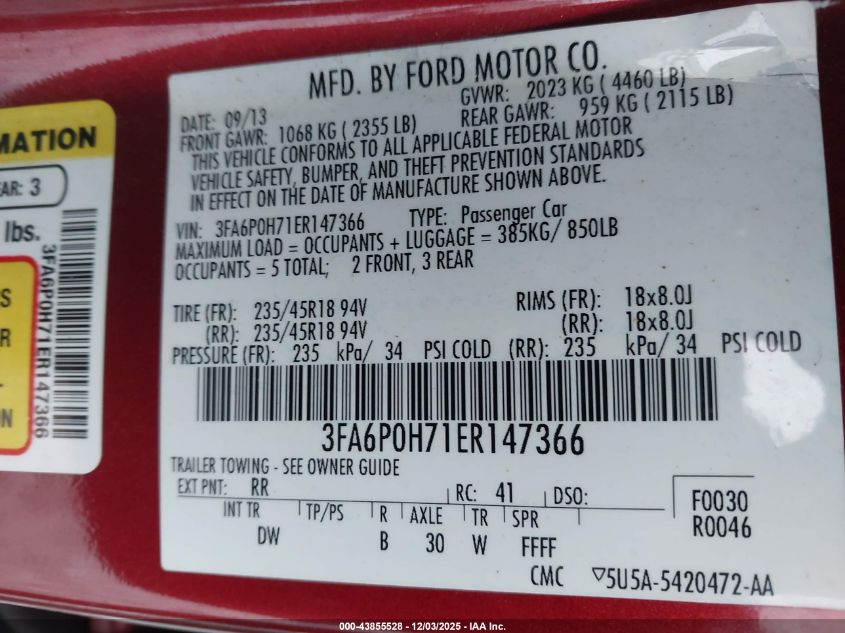 MFD. BY FORD MOTOR CO.
DATE: 09/13 GVWR: 2023 KG ( 4460 LB)
FRONT GAWR: 1068 KG ( 2355 LB) REAR GAWR: 959 KG ( 2115 LB)
THIS VEHICLE CONFORMS TO ALL APPLICABLE FEDERAL MOTOR
VEHICLE SAFETY, BUMPER, AND THEFT PREVENTION STANDARDS
IN EFFECT ON THE DATE OF MANUFACTURE SHOWN ABOVE.
VIN: 3FA6P0H71ER147366 TYPE: Passenger Car
MAXIMUM LOAD = OCCUPANTS + LUGGAGE = 385KG/ 850LB
OCCUPANTS = 5 TOTAL; 2 FRONT, 3 REAR
TIRE (FR): 235/45R18 94V RIMS (FR): 18x8.0J
(RR): 235/45R18 94V (RR): 18x8.0J
PRESSURE (FR): 235 kPa/ 34 PSI COLD (RR): 235 kPa/ 34 PSI COLD
3FA6P0H71ER147366
TRAILER TOWING - SEE OWNER GUIDE
EXT PNT: RR RC: 41 DSO:
INT TR TP/PS R AXLE TR SPR
DW B 30 W FFFF
F0030
R0046
CMC ▽5U5A-5420472-AA
MATION
AR: 3
lbs.
3FA6P0H71ER147366
S
R
L
N
000-43855528 - 12/03/2025 - IAA Inc.